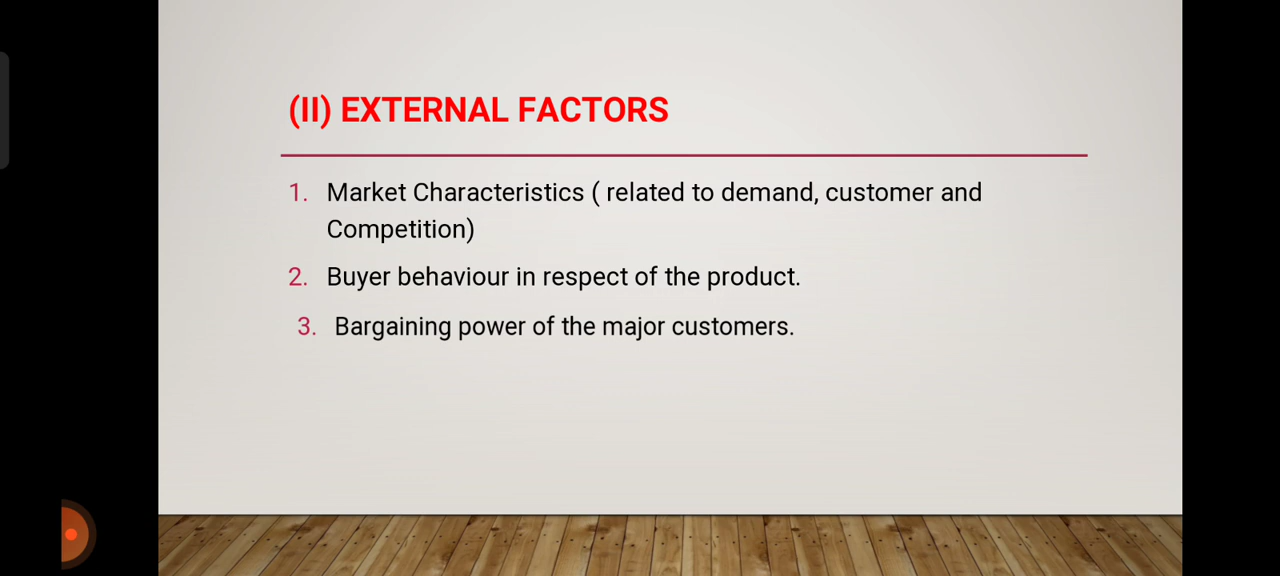 (II) EXTERNAL FACTORS
1. Market Characteristics ( related to demand, customer and
Competition)
2. Buyer behaviour in respect of the product.
3. Bargaining power of the major customers.